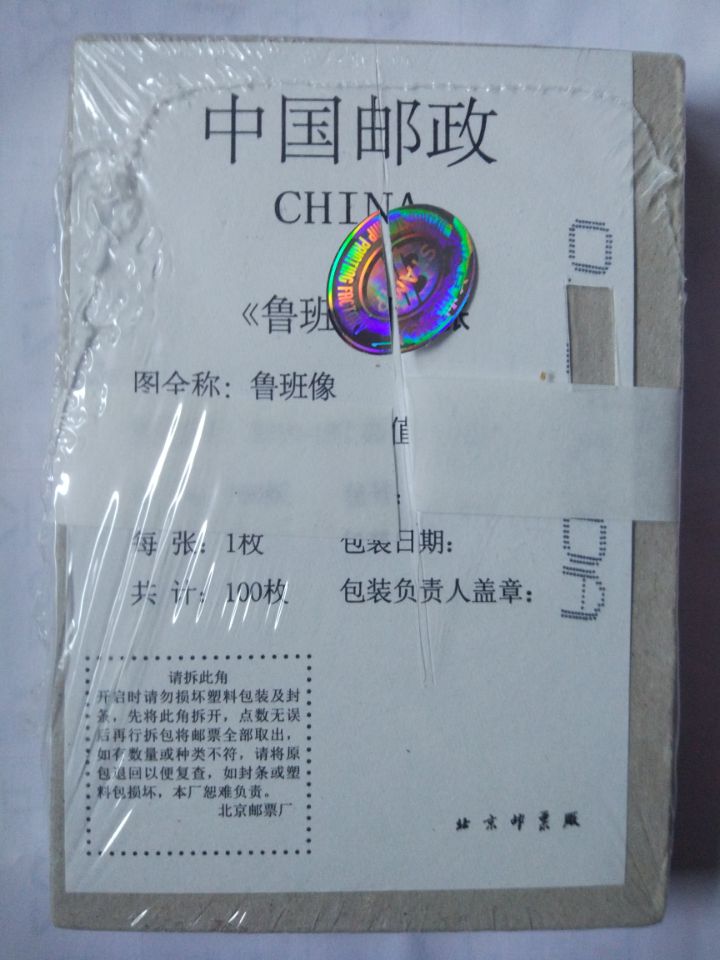 中国邮政
CHINA
《鲁班
图全称：鲁班像
值
每 张：1枚 包装日期：
共 计：100枚 包装负责人盖章：
请拆此角
开启时请勿损坏塑料包装及封
条，先将此角拆开，点数无误
后再行拆包将邮票全部取出，
如有数量或种类不符，请将原
包退回以便复查，如封条或塑
料包损坏，本厂恕难负责。
北京邮票厂
北京邮票厰